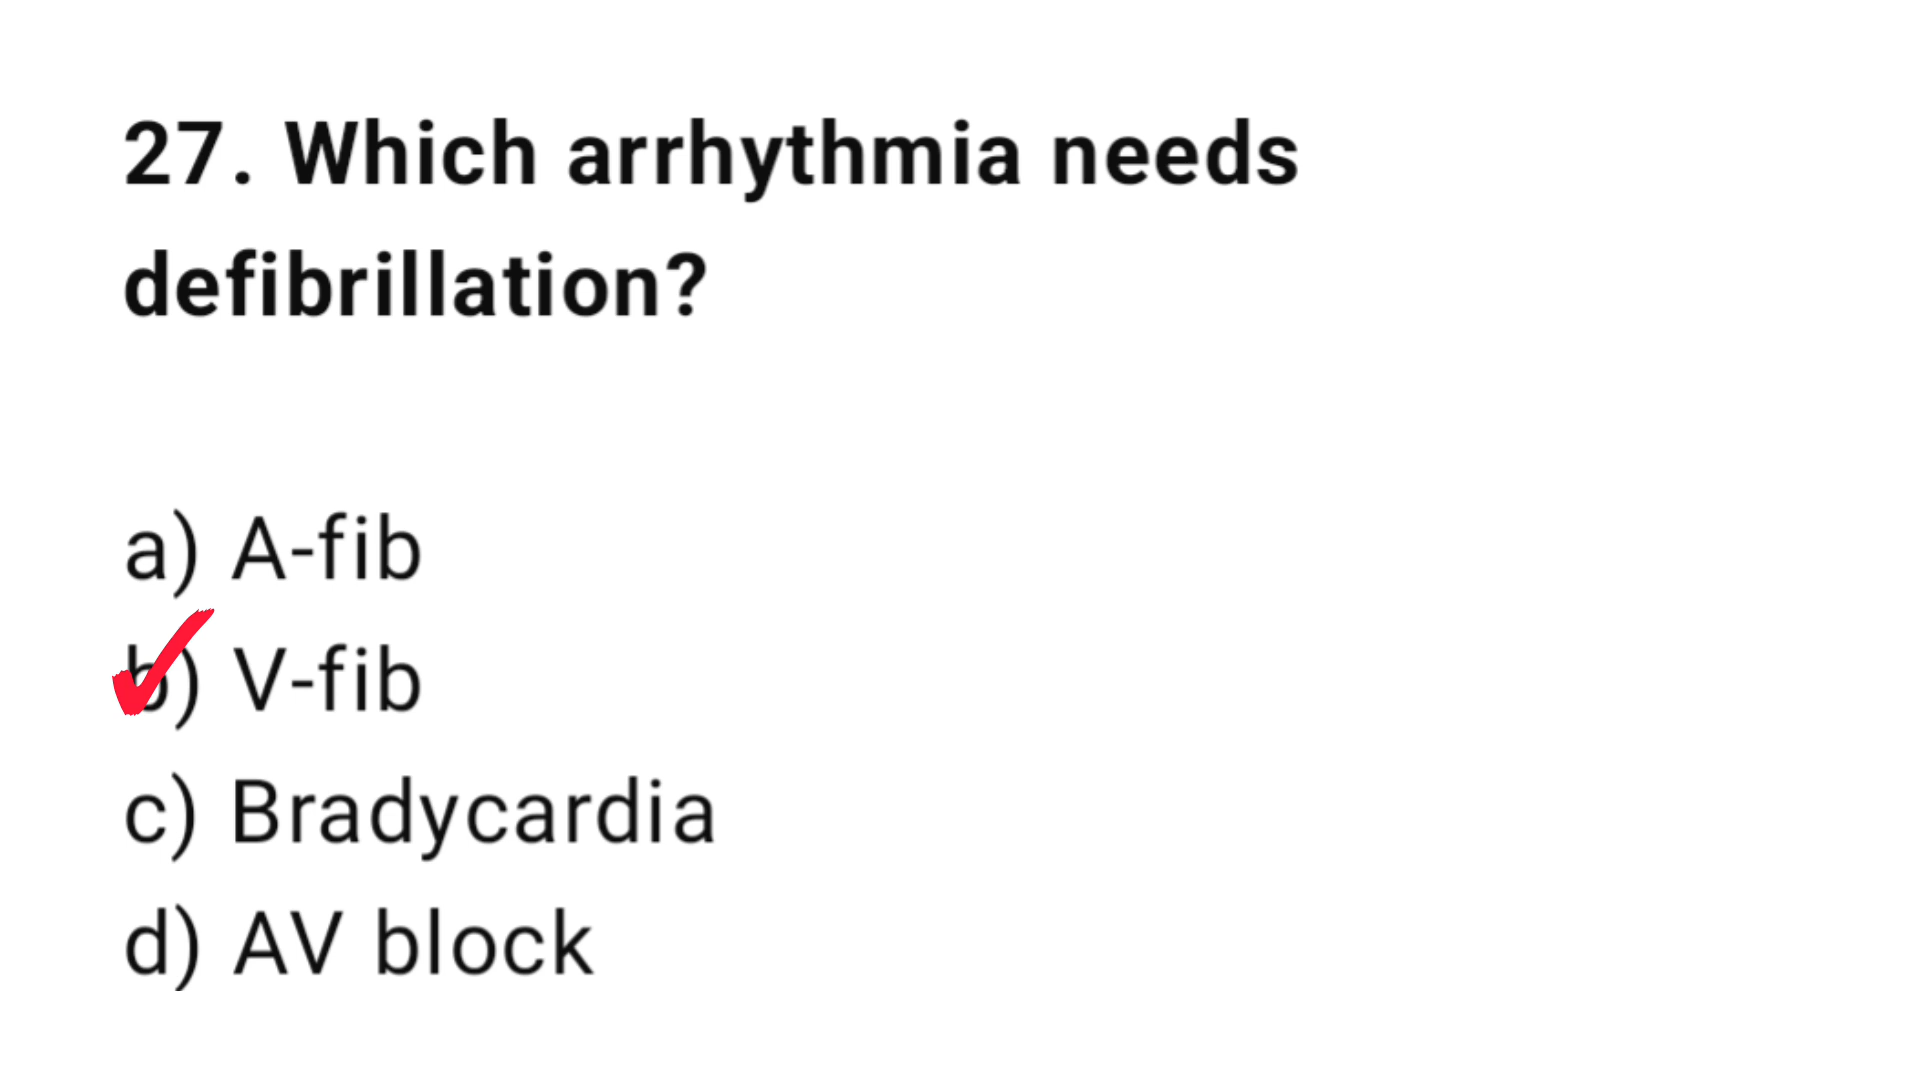 27. Which arrhythmia needs
defibrillation?
a) A-fib
b) V-fib
c) Bradycardia
d) AV block